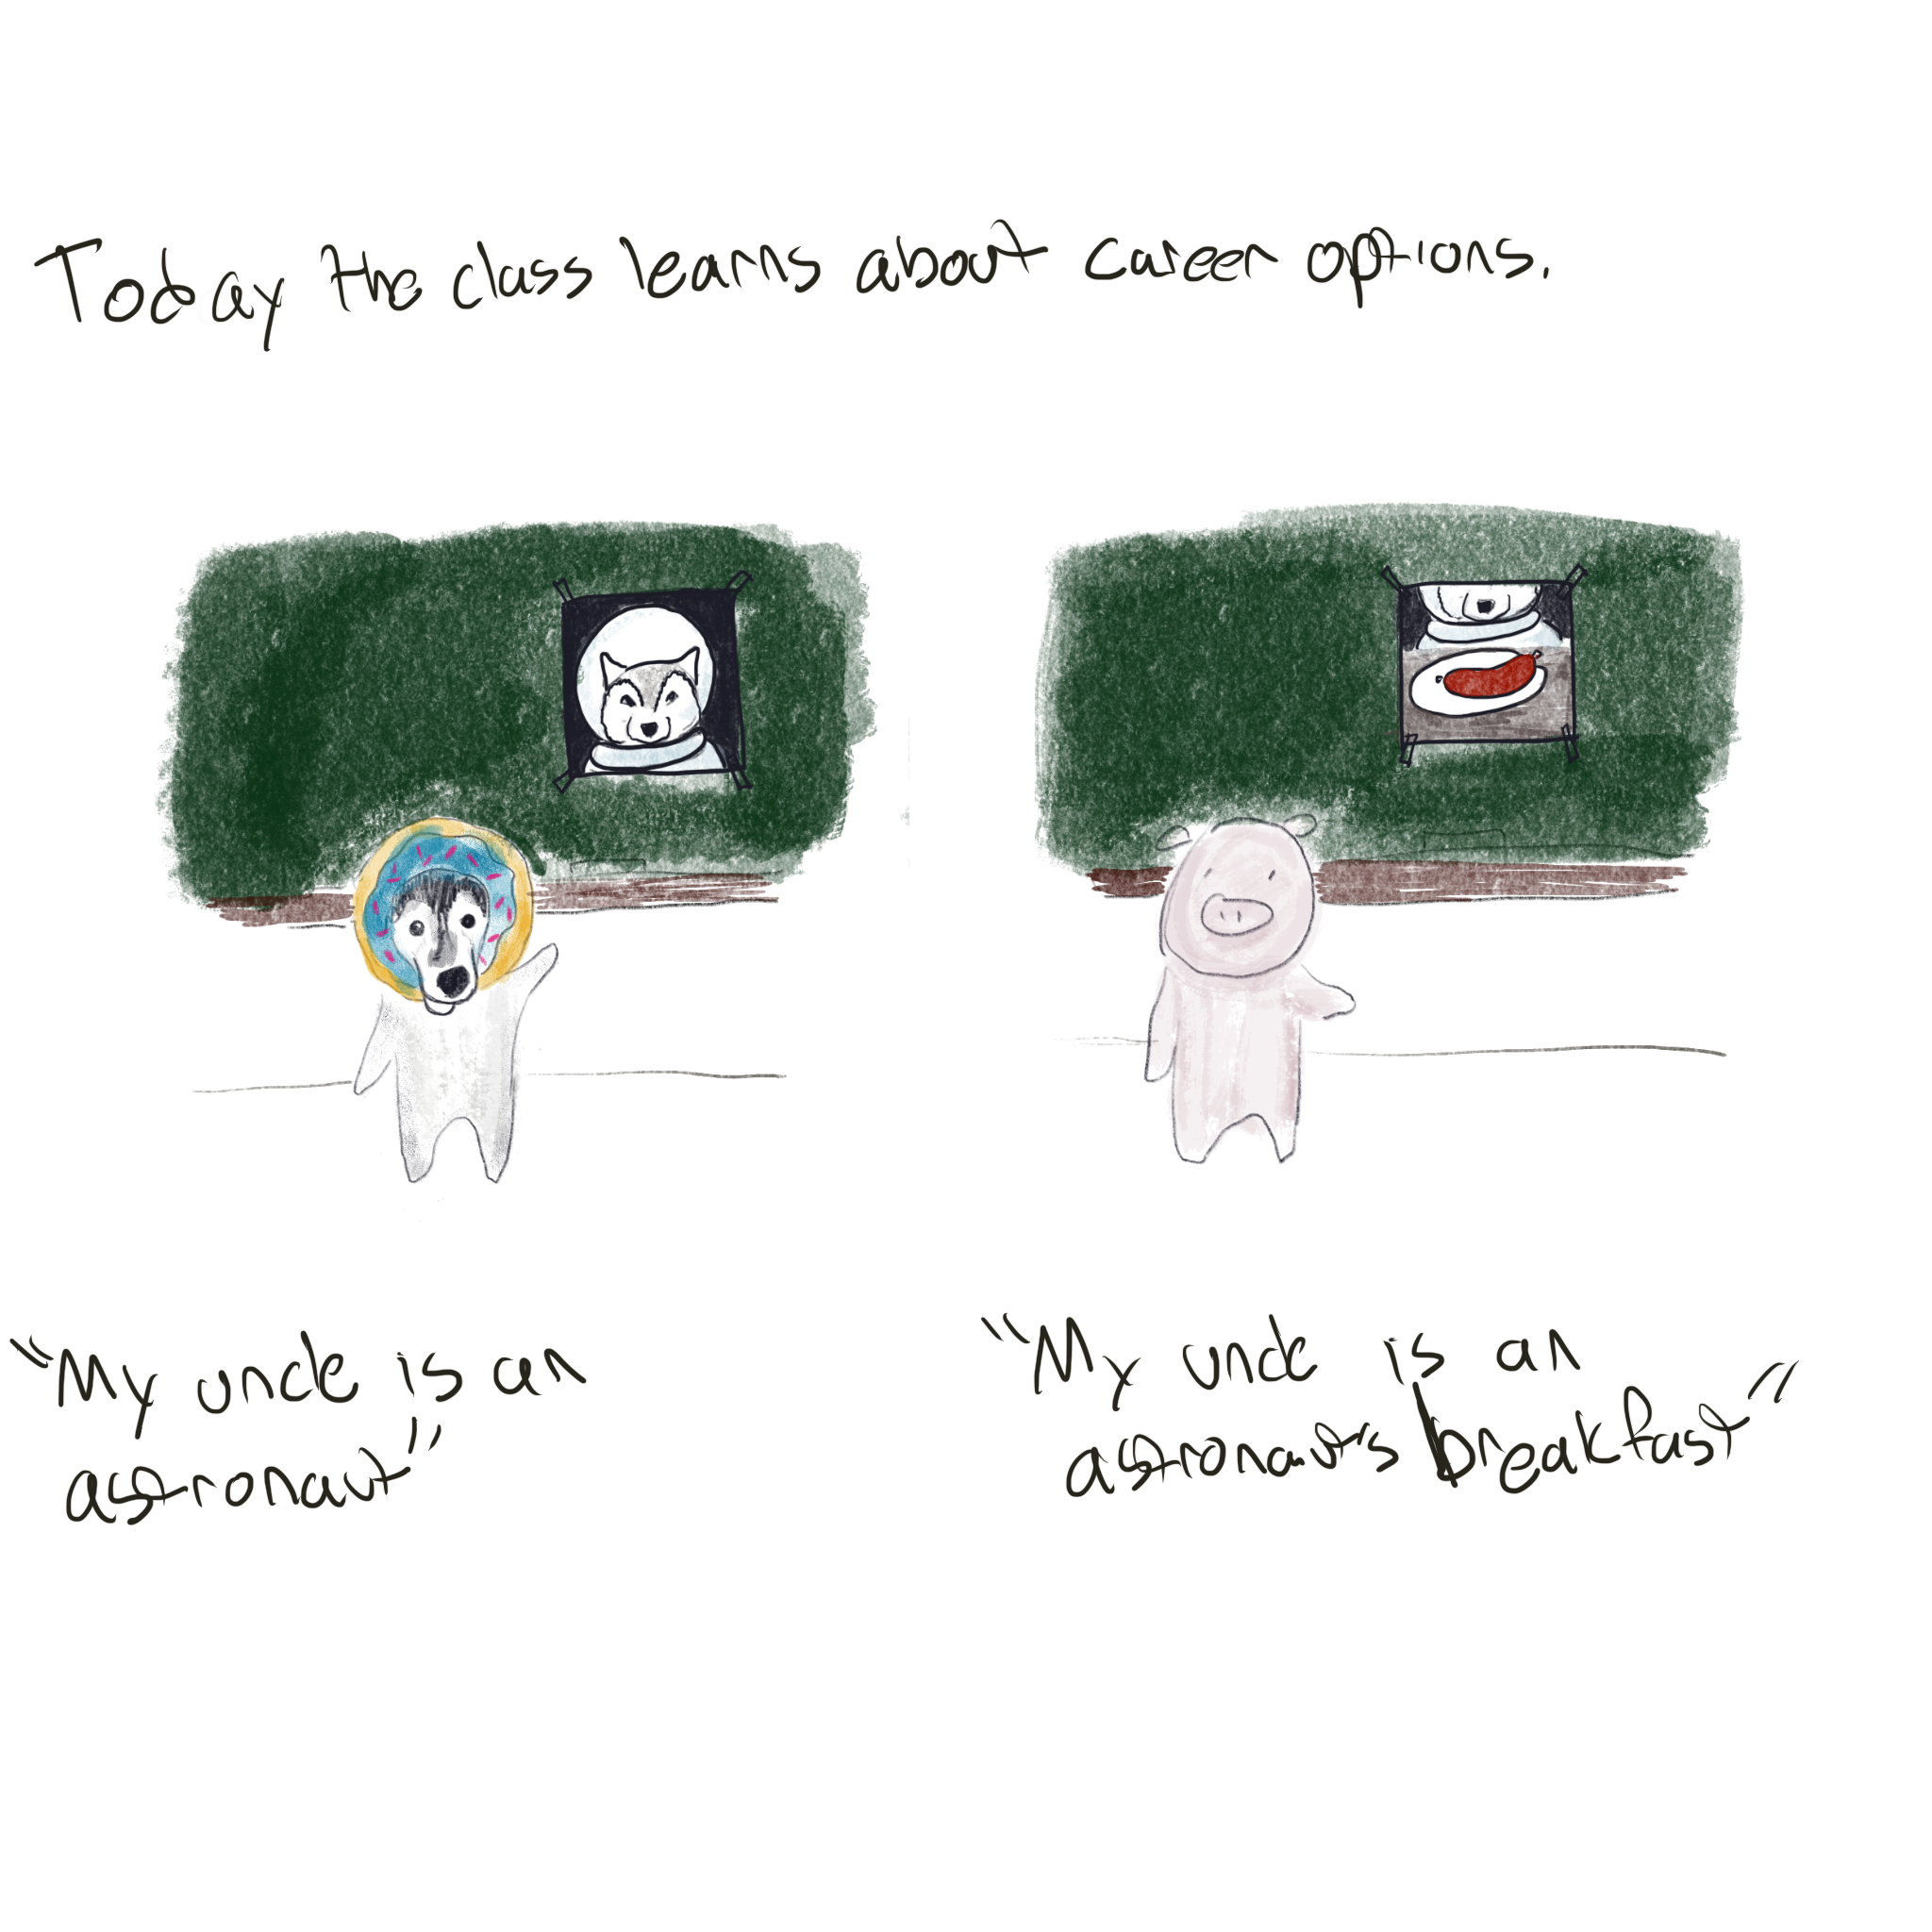 Today the class learns about career options.
"My uncle is an
astronaut"
"My uncle is an
astronaut's breakfast"